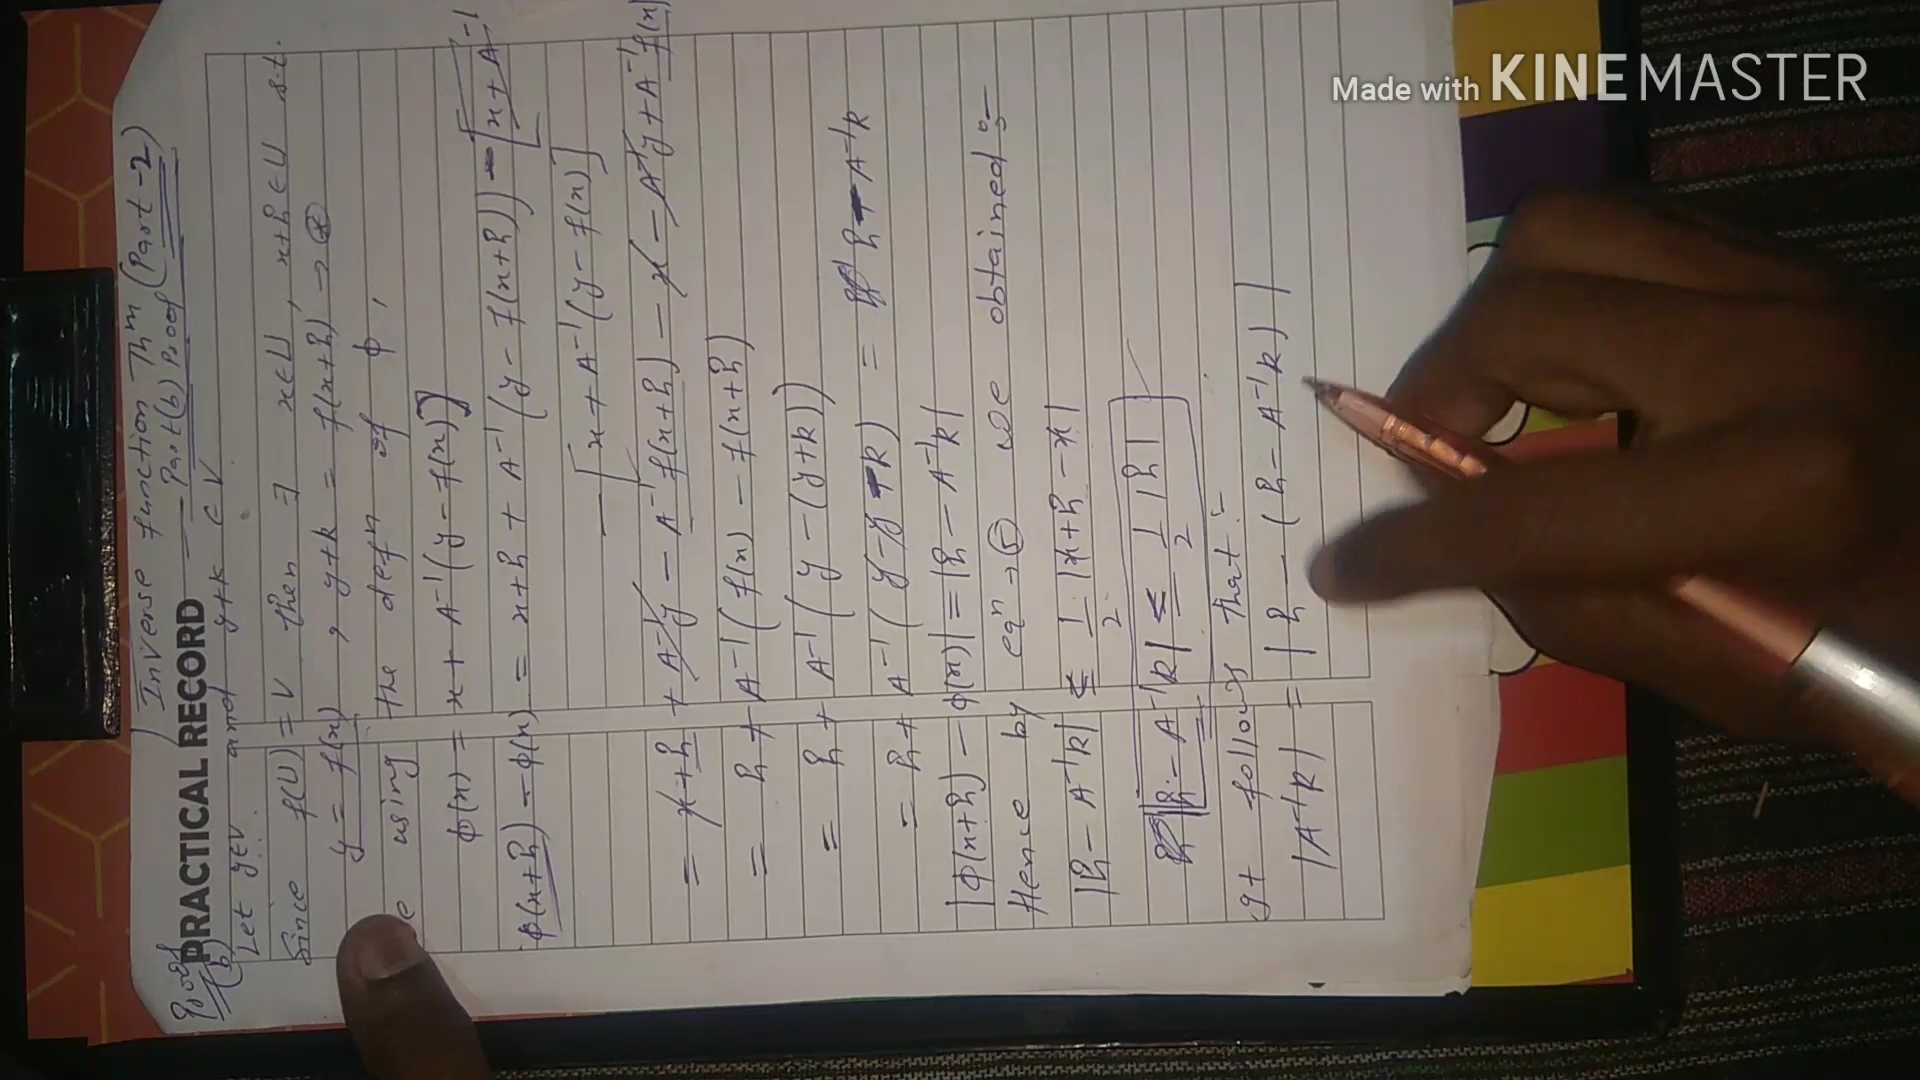 Made with KINEMASTER
Inverse function Thm (Part-2)
Part(b) Proof
PRACTICAL RECORD
Proof
(b)
Let y∈V and y+k ∈ V
Since f(U) = V then ∃ x∈U, x+h∈U s.t.
y = f(x), y+k = f(x+h) → ⊛
using the defn of ϕ,
ϕ(x) = x + A⁻¹(y - f(x))
ϕ(x+h) - ϕ(x) = x+h + A⁻¹(y - f(x+h)) - [x + A⁻¹
- [x + A⁻¹(y - f(x)]
= x+h + A⁻¹y - A⁻¹f(x+h) - x - A⁻¹y + A⁻¹f(x)
= h + A⁻¹(f(x) - f(x+h)
= h + A⁻¹(y - (y+k))
= h + A⁻¹(y-y-k) = h - A⁻¹k
|ϕ(x+h) - ϕ(x)| = |h - A⁻¹k|
Hence by eqn → ⑤ we obtained :-
|h - A⁻¹k| ≤ 1/2 |x+h-x|
|h - A⁻¹k| ≤ 1/2 |h|
It follows that :-
|A⁻¹k| = |h - (h - A⁻¹k)|